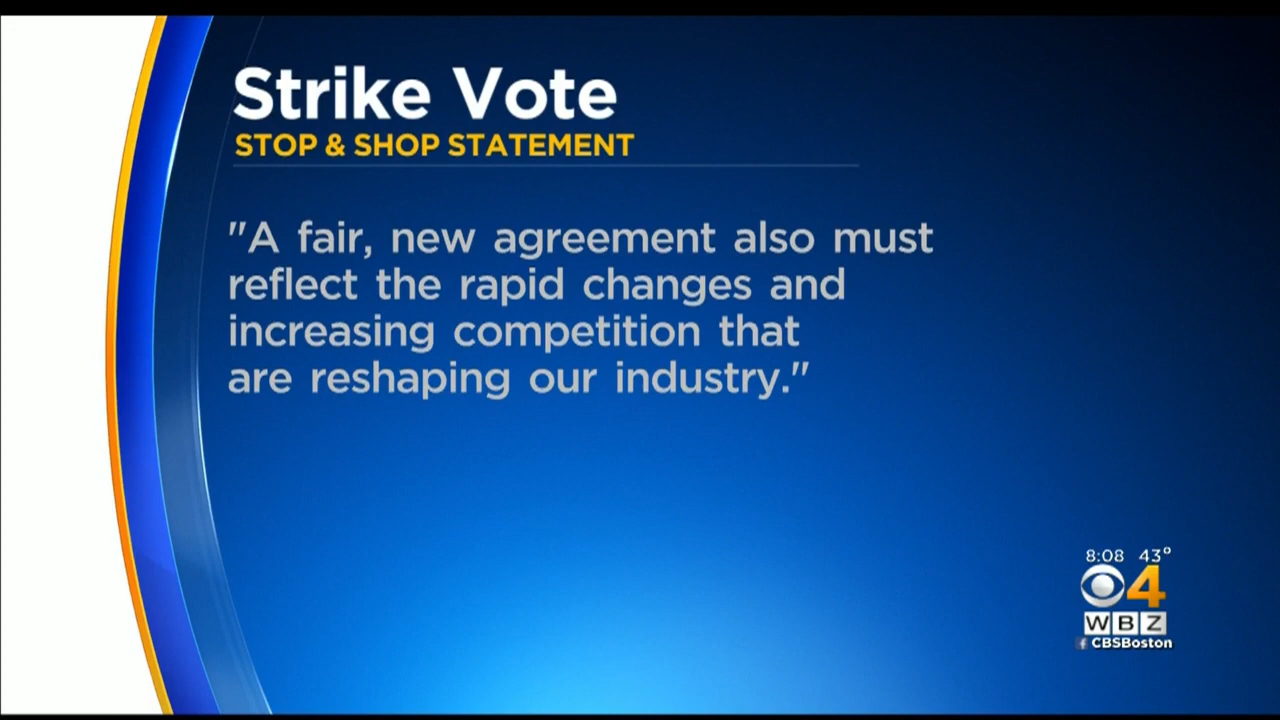 Strike Vote
STOP & SHOP STATEMENT
"A fair, new agreement also must
reflect the rapid changes and
increasing competition that
are reshaping our industry."
8:08 43°
4
WBZ
f CBSBoston